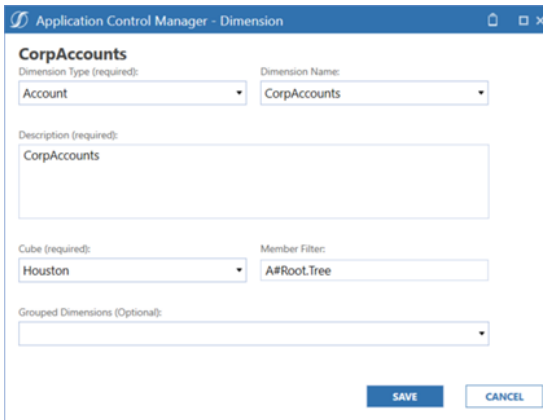 Application Control Manager - Dimension
CorpAccounts
Dimension Type (required): Dimension Name:
Account CorpAccounts
Description (required):
CorpAccounts
Cube (required): Member Filter:
Houston A#Root.Tree
Grouped Dimensions (Optional):
SAVE CANCEL